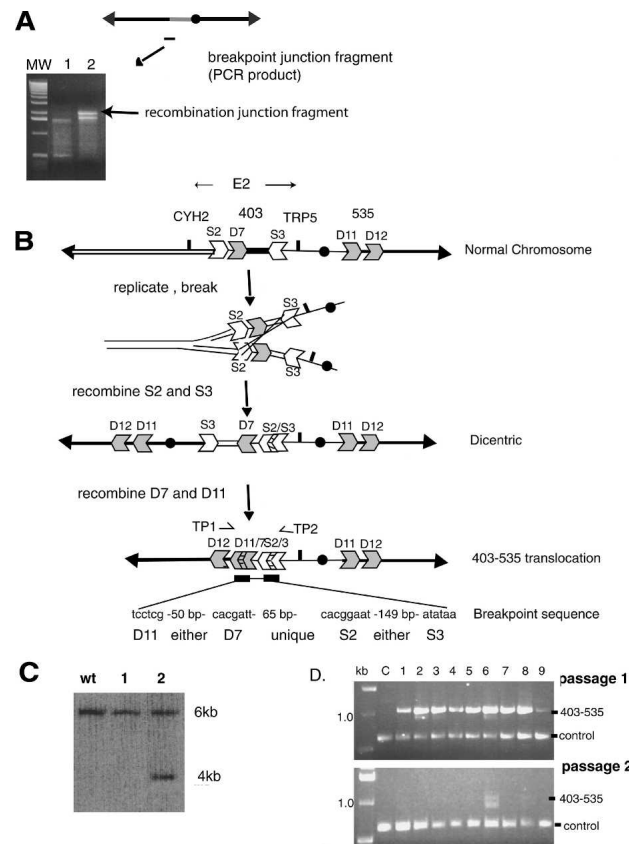 A
MW 1 2
breakpoint junction fragment
(PCR product)
recombination junction fragment
← E2 →
CYH2 403 TRP5 535
S2 D7 S3 D11 D12
B
Normal Chromosome
replicate , break
S3
S2
S2
S3
recombine S2 and S3
D12 D11 S3 D7 S2/S3 D11 D12
Dicentric
recombine D7 and D11
TP1 TP2
D12 D11/7 S2/3 D11 D12
403-535 translocation
tcctcg -50 bp- cacgatt- 65 bp- cacggaat -149 bp- atataa Breakpoint sequence
D11 either D7 unique S2 either S3
C
wt 1 2
6kb
4kb
D.
kb C 1 2 3 4 5 6 7 8 9 passage 1
403-535
1.0
control
passage 2
403-535
1.0
control